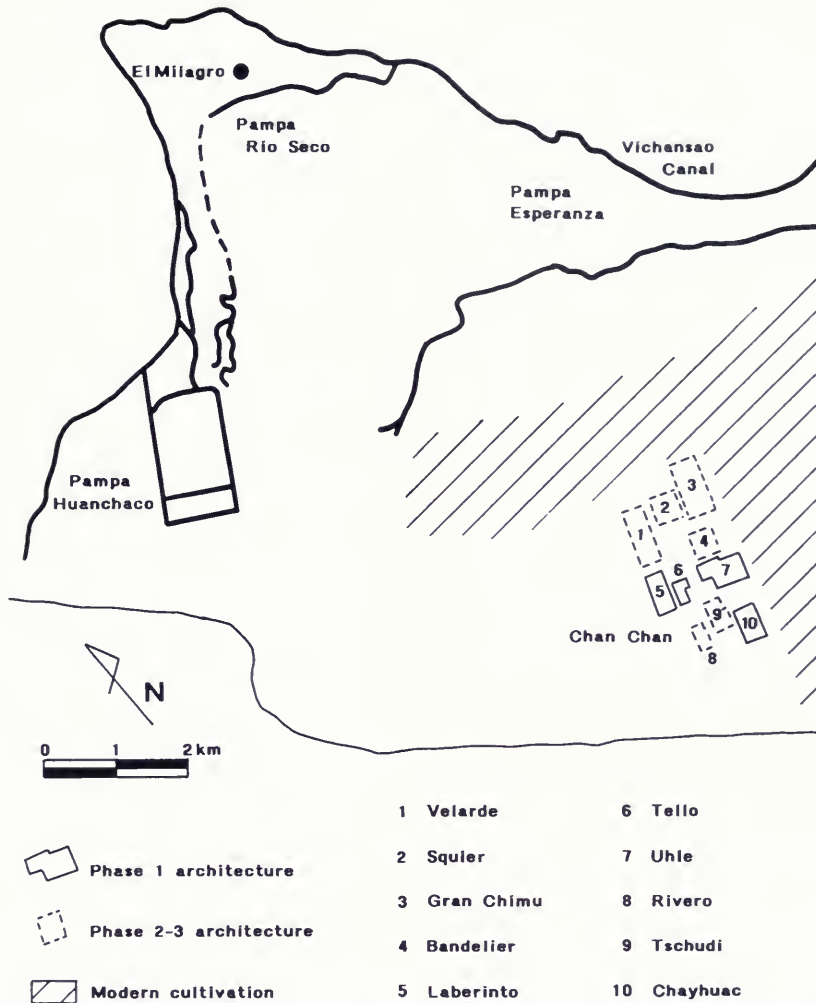 El Milagro
Pampa
Río Seco
Vichansao
Canal
Pampa
Esperanza
Pampa
Huanchaco
3
2
1
4
6
7
5
9
10
Chan Chan
8
N
0 1 2 km
Phase 1 architecture
Phase 2-3 architecture
Modern cultivation
1 Velarde
2 Squier
3 Gran Chimu
4 Bandelier
5 Laberinto
6 Tello
7 Uhle
8 Rivero
9 Tschudi
10 Chayhuac